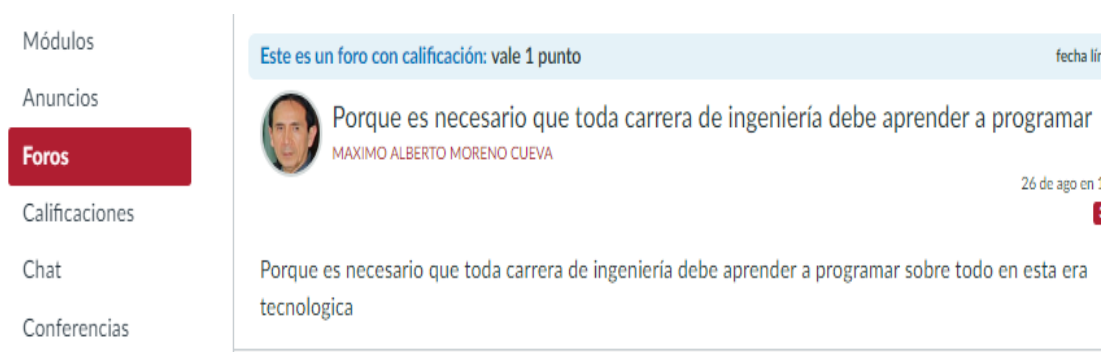 Módulos
Anuncios
Foros
Calificaciones
Chat
Conferencias
Este es un foro con calificación: vale 1 punto
fecha
Porque es necesario que toda carrera de ingeniería debe aprender a programar
MAXIMO ALBERTO MORENO CUEVA
26 de ago en
Porque es necesario que toda carrera de ingeniería debe aprender a programar sobre todo en esta era
tecnologica